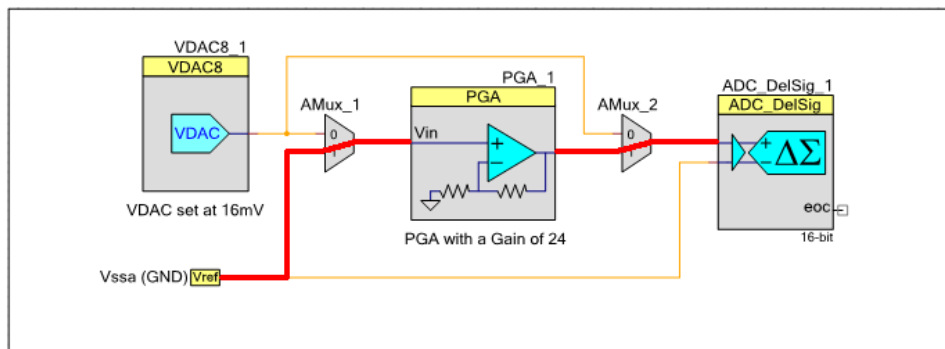 VDAC8_1
VDAC8
VDAC
VDAC set at 16mV
AMux_1
0
1
PGA_1
PGA
Vin
+
−
PGA with a Gain of 24
AMux_2
0
1
ADC_DelSig_1
ADC_DelSig
+
−
ΔΣ
eoc
16-bit
Vssa (GND) Vref